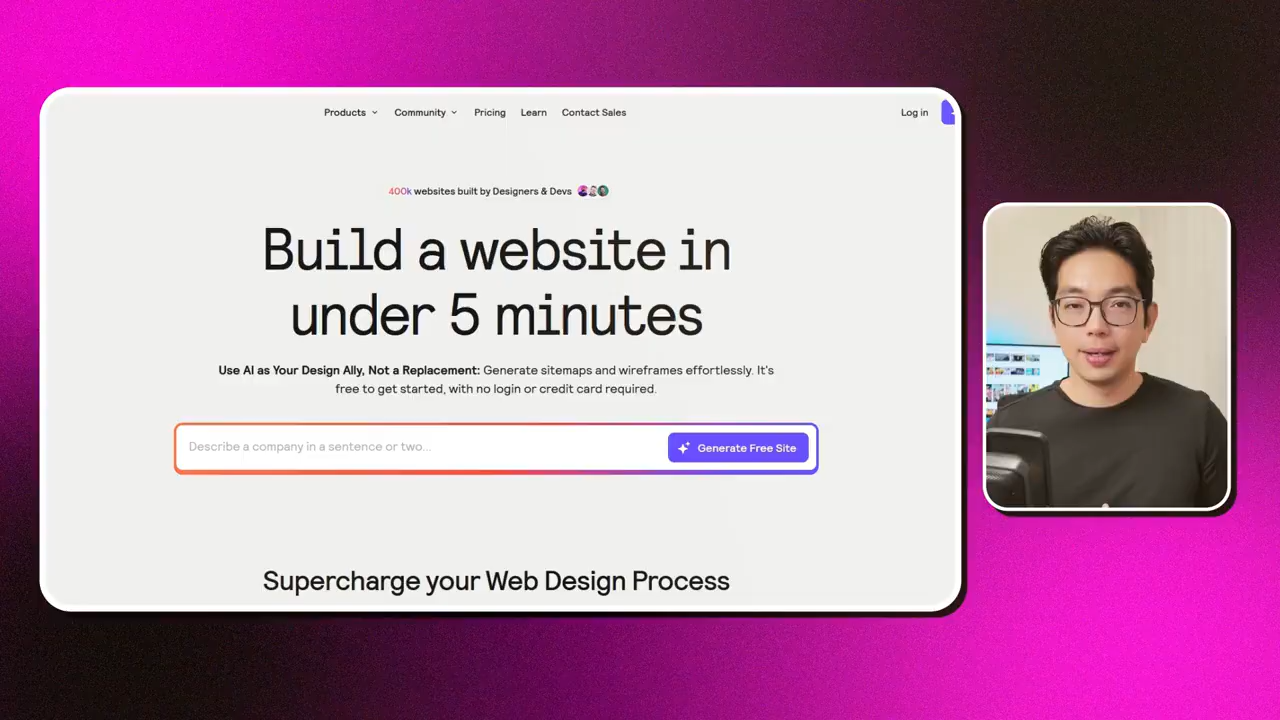 Products Community Pricing Learn Contact Sales Log in
400k websites built by Designers & Devs
Build a website in
under 5 minutes
Use AI as Your Design Ally, Not a Replacement: Generate sitemaps and wireframes effortlessly. It's
free to get started, with no login or credit card required.
Describe a company in a sentence or two... Generate Free Site
Supercharge your Web Design Process